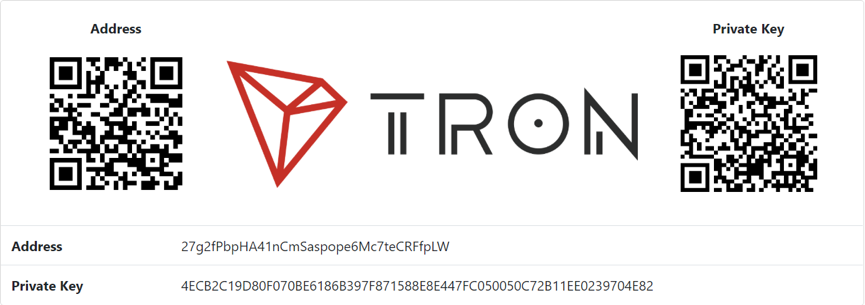 Address
Private Key
TRON
Address 27g2fPbpHA41nCmSaspope6Mc7teCRFfpLW
Private Key 4ECB2C19D80F070BE6186B397F871588E8E447FC050050C72B11EE0239704E82